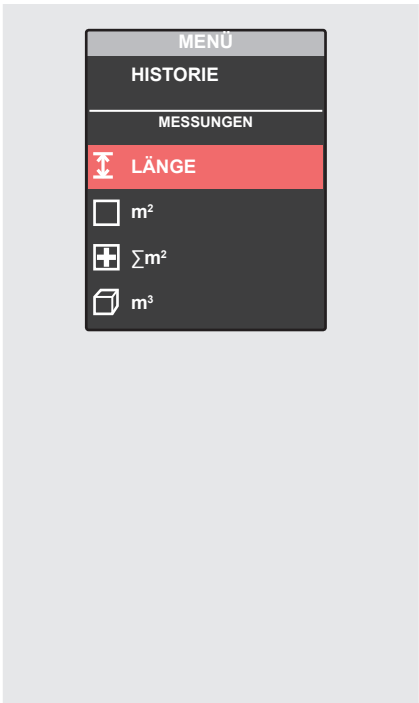 MENÜ
HISTORIE
MESSUNGEN
LÄNGE
m²
∑m²
m³